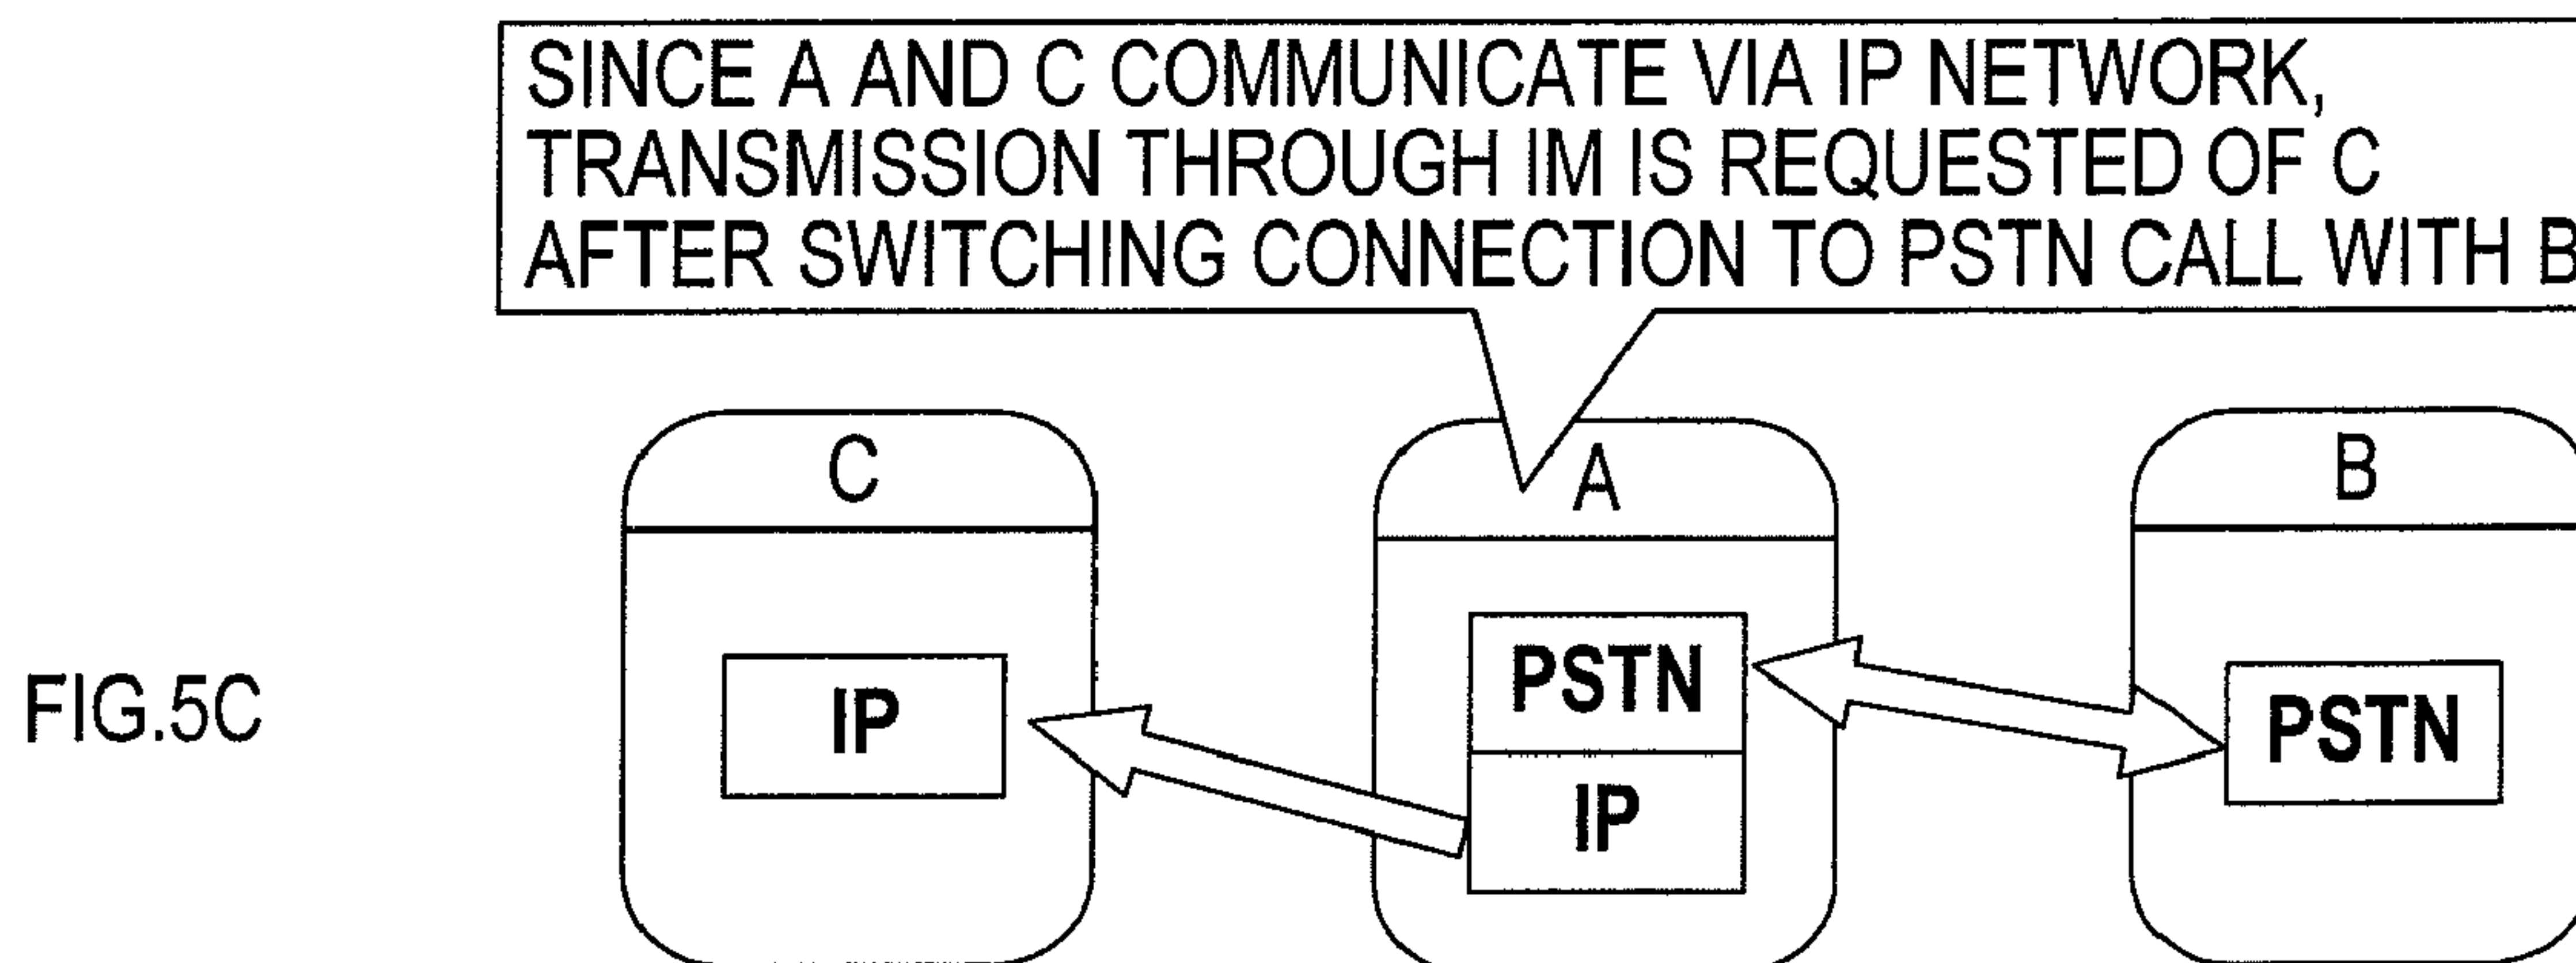 SINCE A AND C COMMUNICATE VIA IP NETWORK,
TRANSMISSION THROUGH IM IS REQUESTED OF C
AFTER SWITCHING CONNECTION TO PSTN CALL WITH B
C
A
B
FIG.5C
IP
PSTN
IP
PSTN